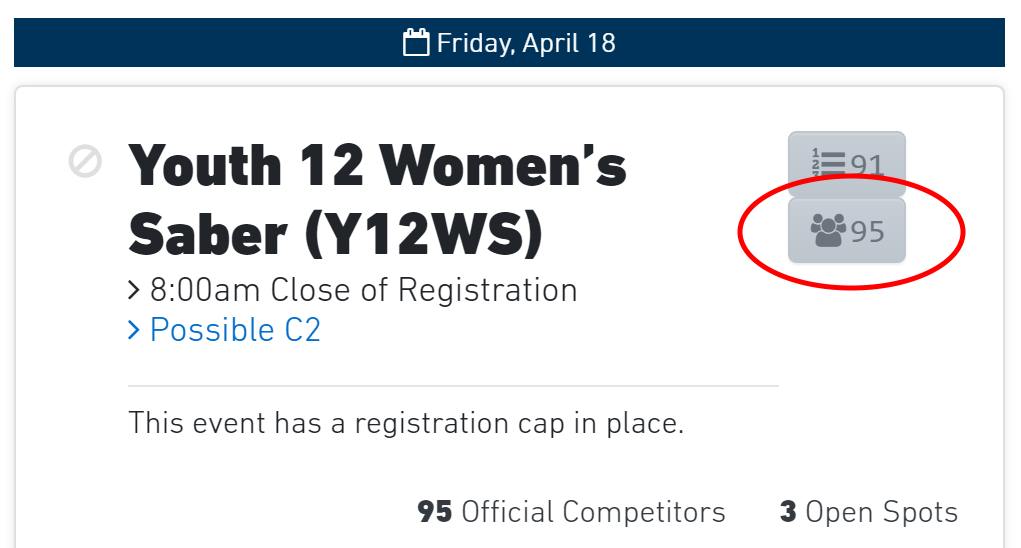 Friday, April 18
Youth 12 Women’s
Saber (Y12WS)
> 8:00am Close of Registration
> Possible C2
91
95
This event has a registration cap in place.
95 Official Competitors 3 Open Spots